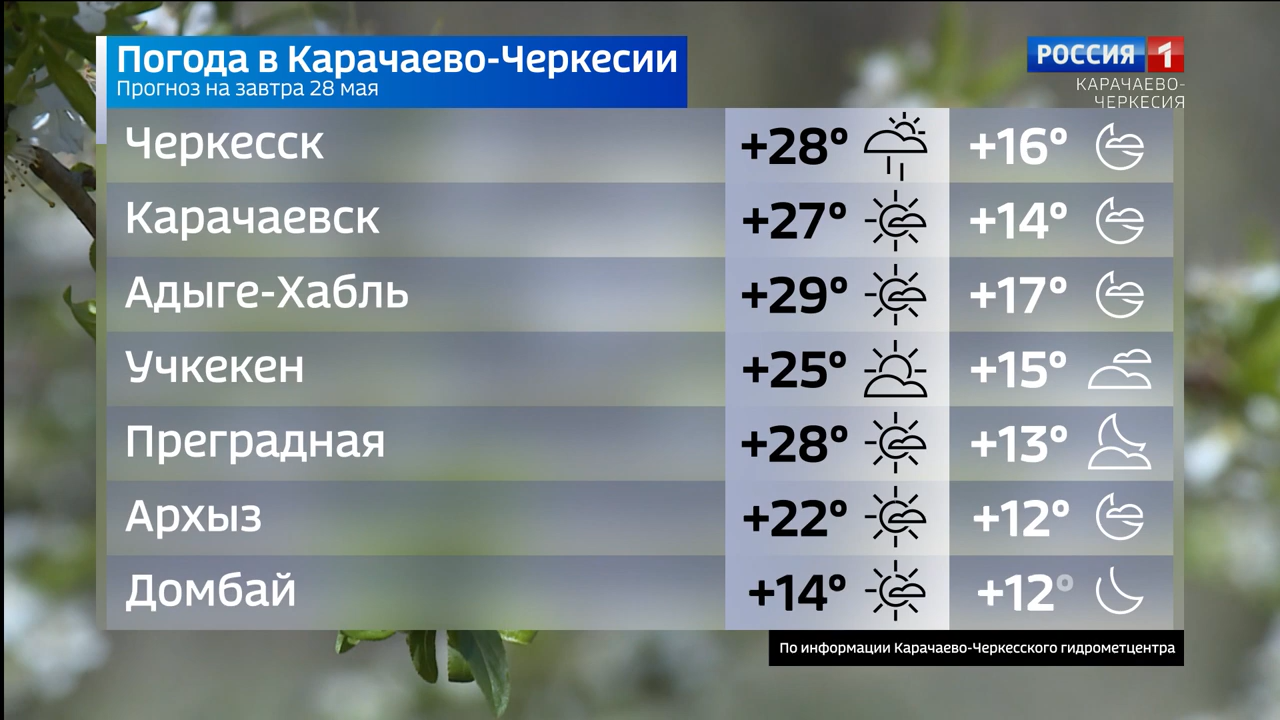 Погода в Карачаево-Черкесии
Прогноз на завтра 28 мая
РОССИЯ 1
КАРАЧАЕВО-
ЧЕРКЕСИЯ
Черкесск +28° +16°
Карачаевск +27° +14°
Адыге-Хабль +29° +17°
Учкекен +25° +15°
Преградная +28° +13°
Архыз +22° +12°
Домбай +14° +12°
По информации Карачаево-Черкесского гидрометцентра